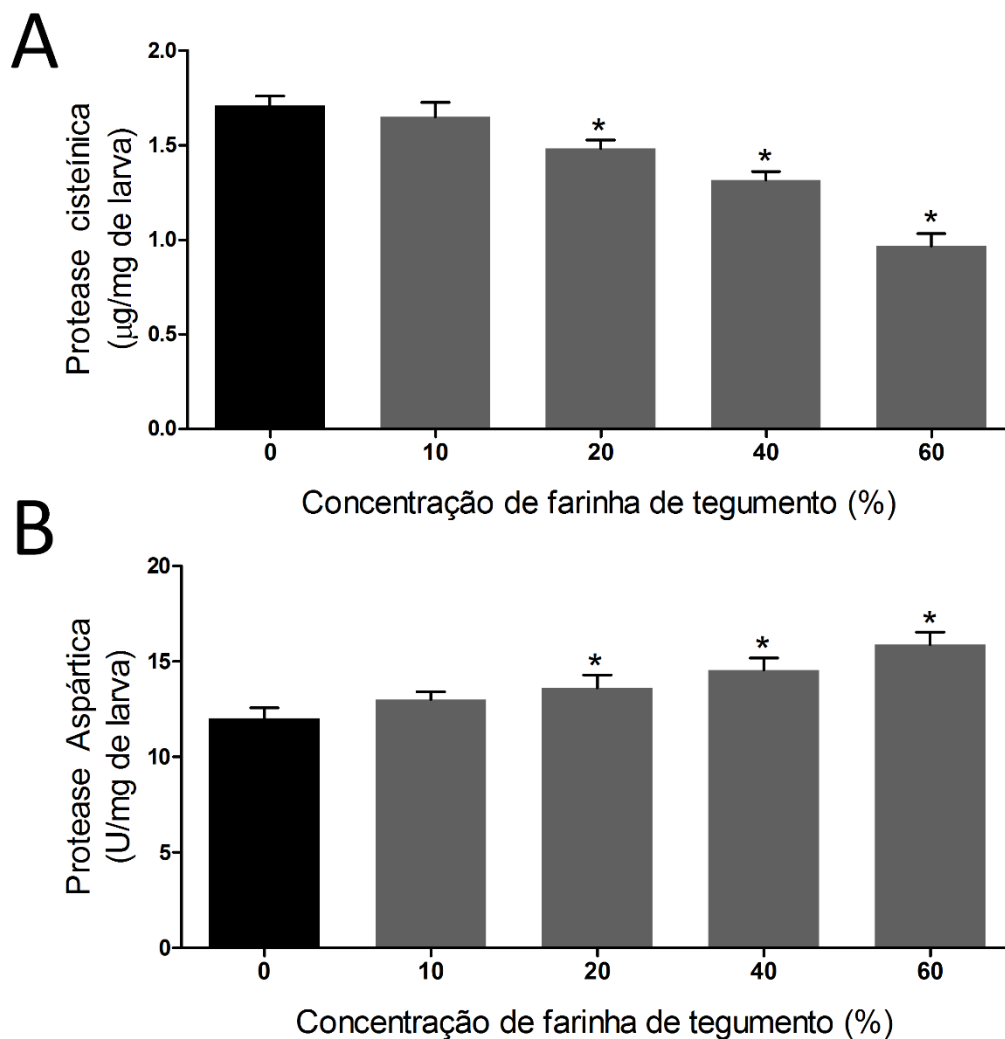 A
Protease cisteínica
(μg/mg de larva)
2.0
1.5
1.0
0.5
0.0
* * *
0 10 20 40 60
Concentração de farinha de tegumento (%)
B
Protease Aspártica
(U/mg de larva)
20
15
10
5
0
* * *
0 10 20 40 60
Concentração de farinha de tegumento (%)